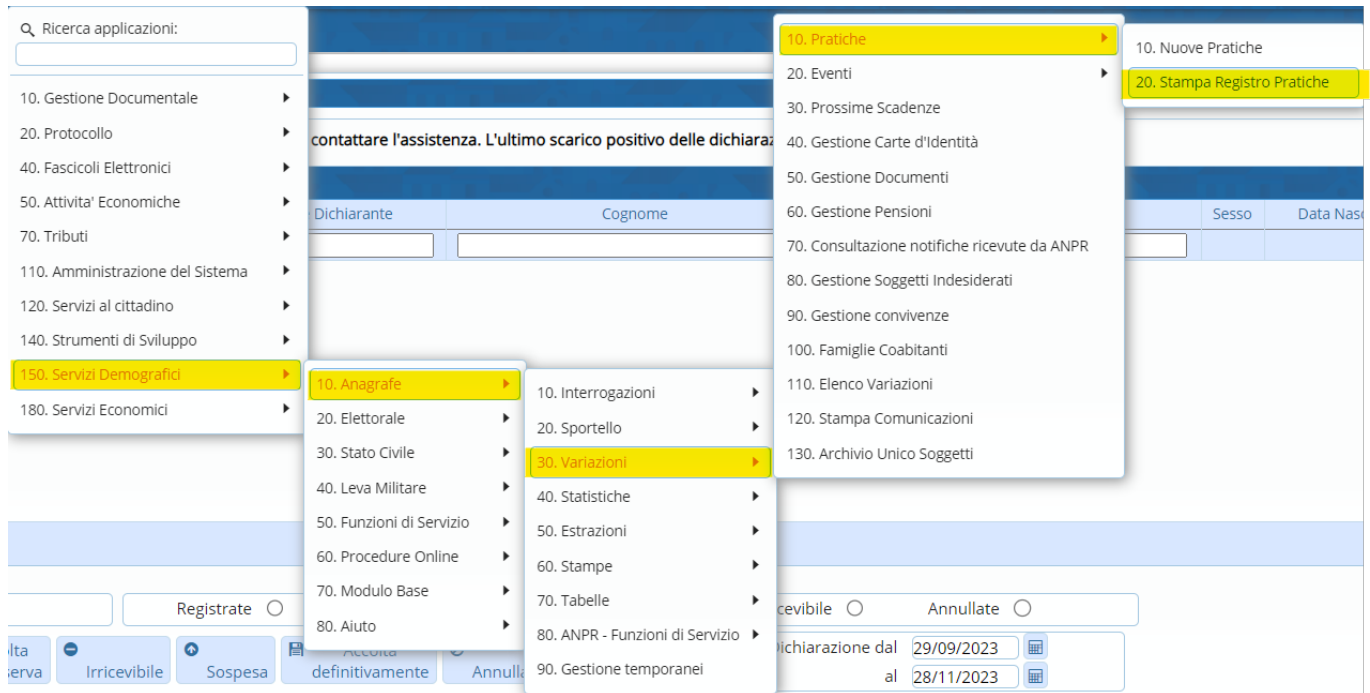 Ricerca applicazioni:
10. Gestione Documentale
20. Protocollo
40. Fascicoli Elettronici
50. Attivita' Economiche
70. Tributi
110. Amministrazione del Sistema
120. Servizi al cittadino
140. Strumenti di Sviluppo
150. Servizi Demografici
180. Servizi Economici
10. Anagrafe
20. Elettorale
30. Stato Civile
40. Leva Militare
50. Funzioni di Servizio
60. Procedure Online
70. Modulo Base
80. Aiuto
10. Interrogazioni
20. Sportello
30. Variazioni
40. Statistiche
50. Estrazioni
60. Stampe
70. Tabelle
80. ANPR - Funzioni di Servizio
90. Gestione temporanei
10. Pratiche
20. Eventi
30. Prossime Scadenze
40. Gestione Carte d'Identità
50. Gestione Documenti
60. Gestione Pensioni
70. Consultazione notifiche ricevute da ANPR
80. Gestione Soggetti Indesiderati
90. Gestione convivenze
100. Famiglie Coabitanti
110. Elenco Variazioni
120. Stampa Comunicazioni
130. Archivio Unico Soggetti
10. Nuove Pratiche
20. Stampa Registro Pratiche
contattare l'assistenza. L'ultimo scarico positivo delle dichiaraz
Dichiarante Cognome Sesso Data Nasc
Registrate cevibile Annullate
lta
erva Irricevibile Sospesa Accolta
definitivamente Annulla
ichiarazione dal 29/09/2023
al 28/11/2023